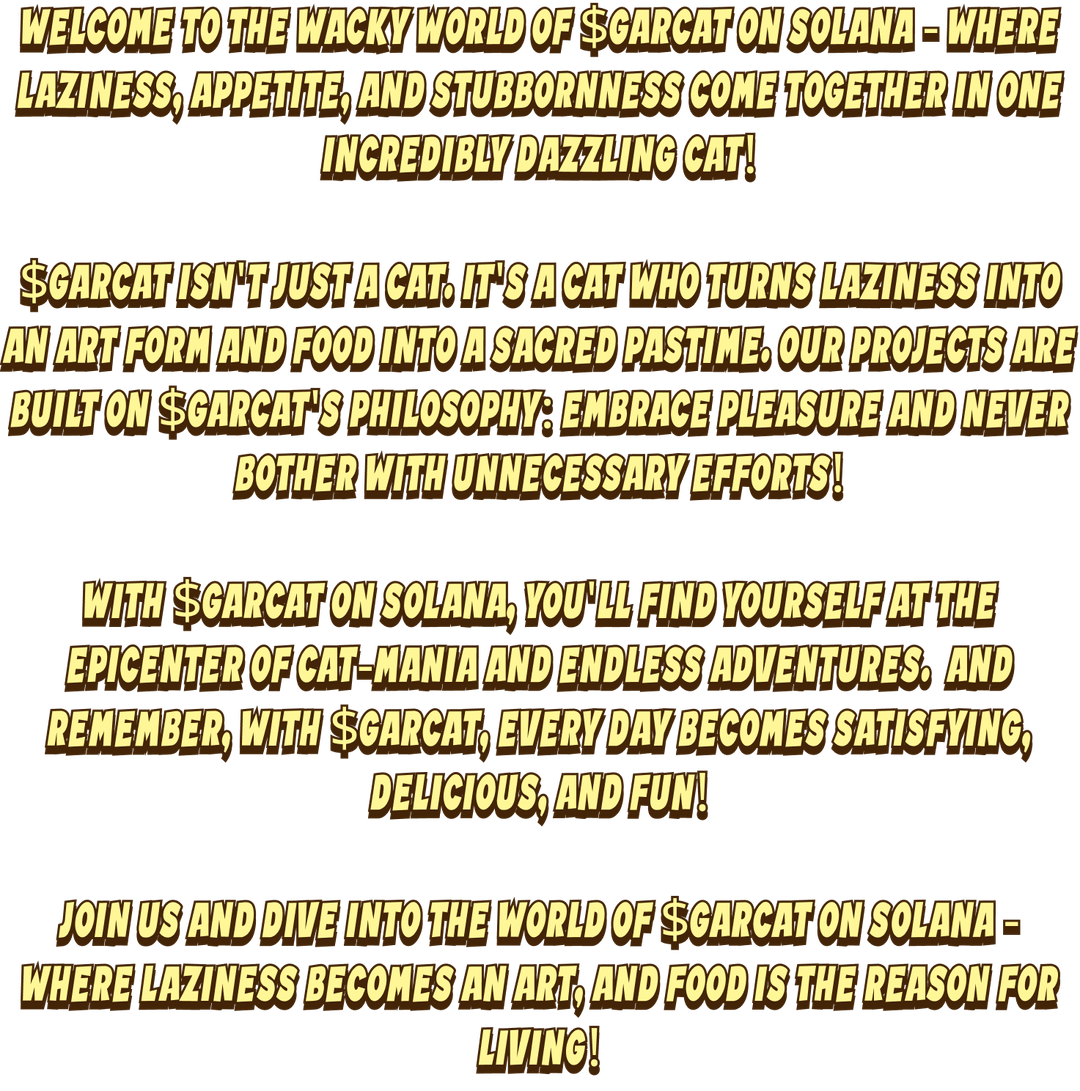 WELCOME TO THE WACKY WORLD OF $GARCAT ON SOLANA - WHERE
LAZINESS, APPETITE, AND STUBBORNNESS COME TOGETHER IN ONE
INCREDIBLY DAZZLING CAT!
$GARCAT ISN'T JUST A CAT. IT'S A CAT WHO TURNS LAZINESS INTO
AN ART FORM AND FOOD INTO A SACRED PASTIME. OUR PROJECTS ARE
BUILT ON $GARCAT'S PHILOSOPHY: EMBRACE PLEASURE AND NEVER
BOTHER WITH UNNECESSARY EFFORTS!
WITH $GARCAT ON SOLANA, YOU'LL FIND YOURSELF AT THE
EPICENTER OF CAT-MANIA AND ENDLESS ADVENTURES. AND
REMEMBER, WITH $GARCAT, EVERY DAY BECOMES SATISFYING,
DELICIOUS, AND FUN!
JOIN US AND DIVE INTO THE WORLD OF $GARCAT ON SOLANA -
WHERE LAZINESS BECOMES AN ART, AND FOOD IS THE REASON FOR
LIVING!